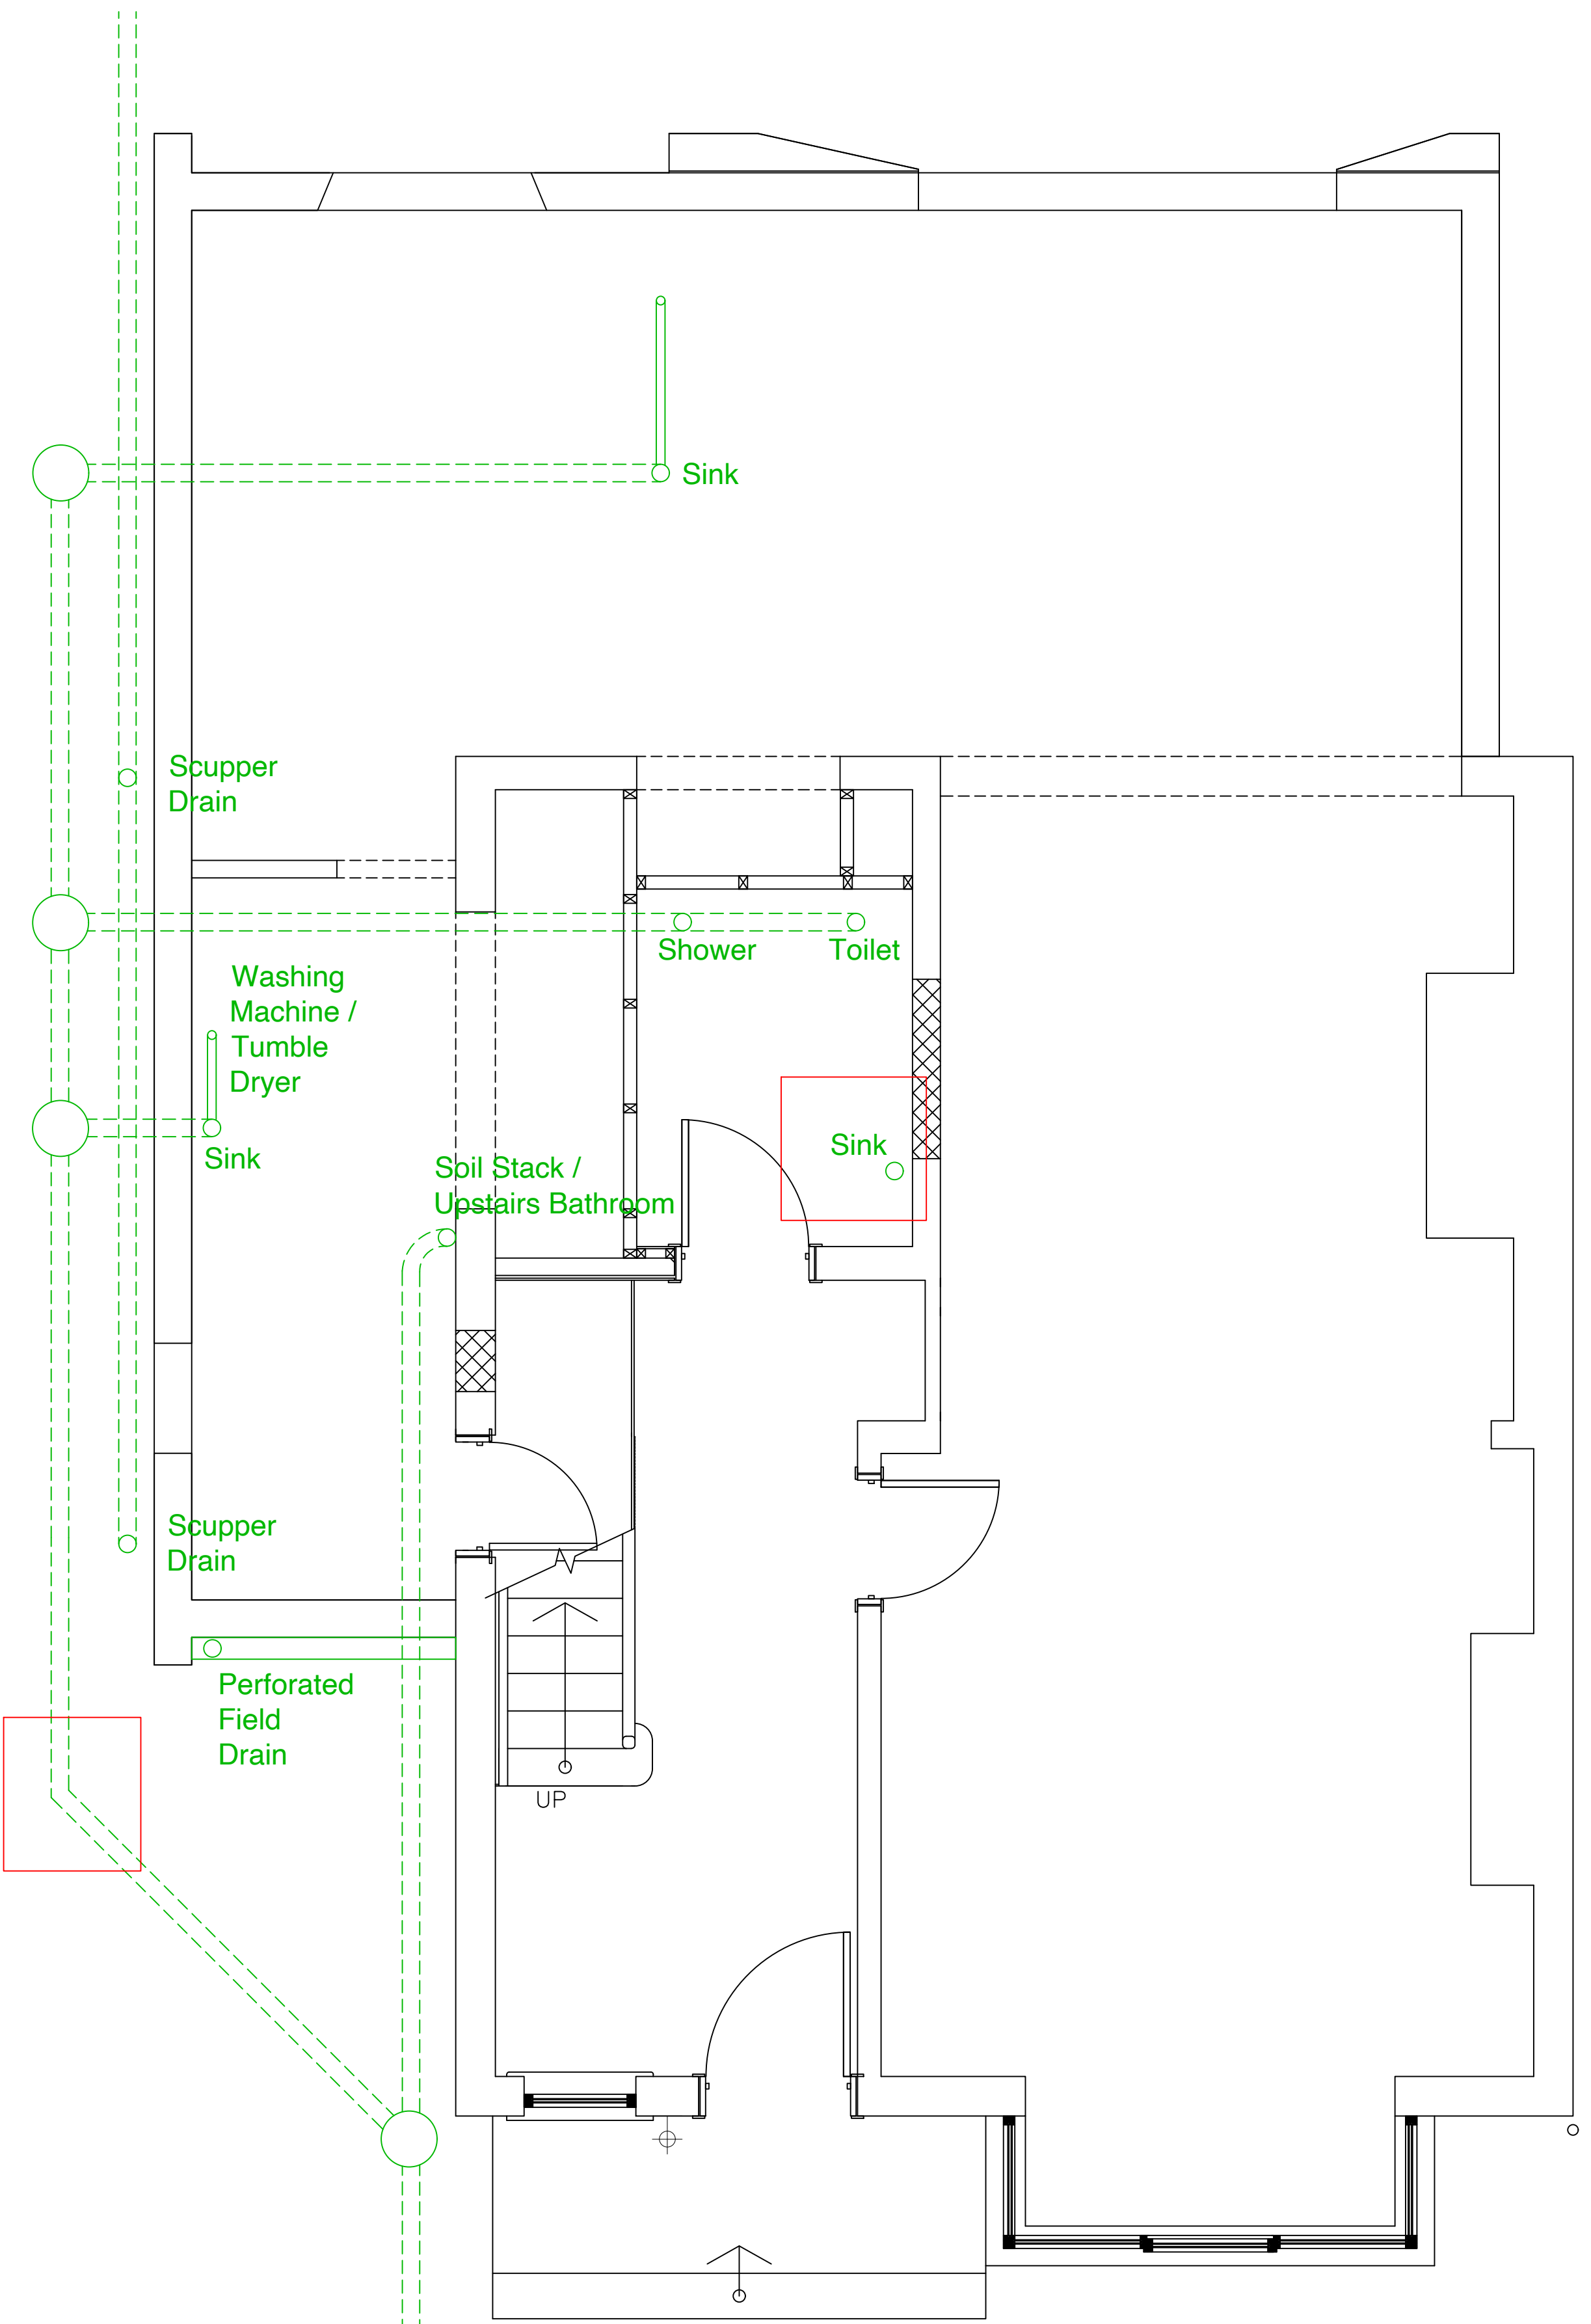 Sink
Scupper
Drain
Shower
Toilet
Washing
Machine /
Tumble
Dryer
Sink
Sink
Soil Stack /
Upstairs Bathroom
Scupper
Drain
Perforated
Field
Drain
UP